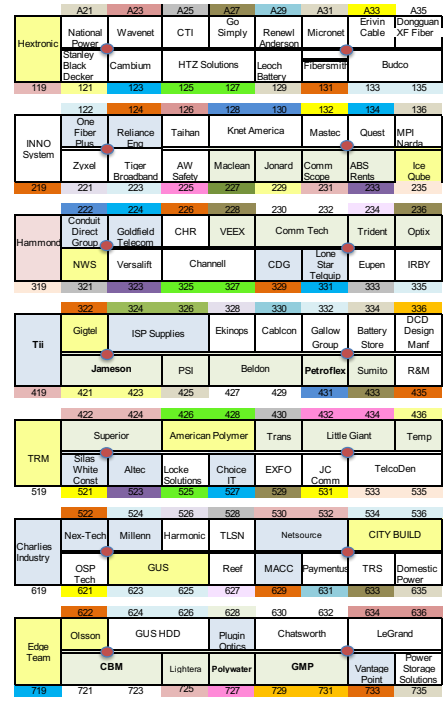 A21 A23 A25 A27 A29 A31 A33 A35
Hextronic
National Power
Wavenet
CTI
Go Simply
Renewl Anderson
Micronet
Erivin Cable
Dongguan XF Fiber
Stanley Black Decker
Cambium
HTZ Solutions
Leoch Battery
Fibersmith
Budco
119 121 123 125 127 129 131 133 135
122 124 126 128 130 132 134 136
INNO System
One Fiber Plus
Reliance Eng
Taihan
Knet America
Mastec
Quest
MPI Narda
Zyxel
Tiger Broadband
AW Safety
Maclean
Jonard
Comm Scope
ABS Rents
Ice Qube
219 221 223 225 227 229 231 233 235
222 224 226 228 230 232 234 236
Hammond
Conduit Direct Group
Goldfield Telecom
CHR
VEEX
Comm Tech
Trident
Optix
NWS
Versalift
Channell
CDG
Lone Star Telquip
Eupen
IRBY
319 321 323 325 327 329 331 333 335
322 324 326 328 330 332 334 336
Tii
Gigtel
ISP Supplies
Ekinops
Cablcon
Gallow Group
Battery Store
DCD Design Manf
Jameson
PSI
Beldon
Petroflex
Sumito
R&M
419 421 423 425 427 429 431 433 435
422 424 426 428 430 432 434 436
TRM
Superior
American Polymer
Trans
Little Giant
Temp
Silas White Const
Altec
Locke Solutions
Choice IT
EXFO
JC Comm
TelcoDen
519 521 523 525 527 529 531 533 535
522 524 526 528 530 532 534 536
Charlies Industry
Nex-Tech
Millenn
Harmonic
TLSN
Netsource
CITY BUILD
OSP Tech
GUS
Reef
MACC
Paymentus
TRS
Domestic Power
619 621 623 625 627 629 631 633 635
622 624 626 628 630 632 634 636
Edge Team
Olsson
GUS HDD
Plugin Optics
Chatsworth
LeGrand
CBM
Lightera
Polywater
GMP
Vantage Point
Power Storage Solutions
719 721 723 725 727 729 731 733 735